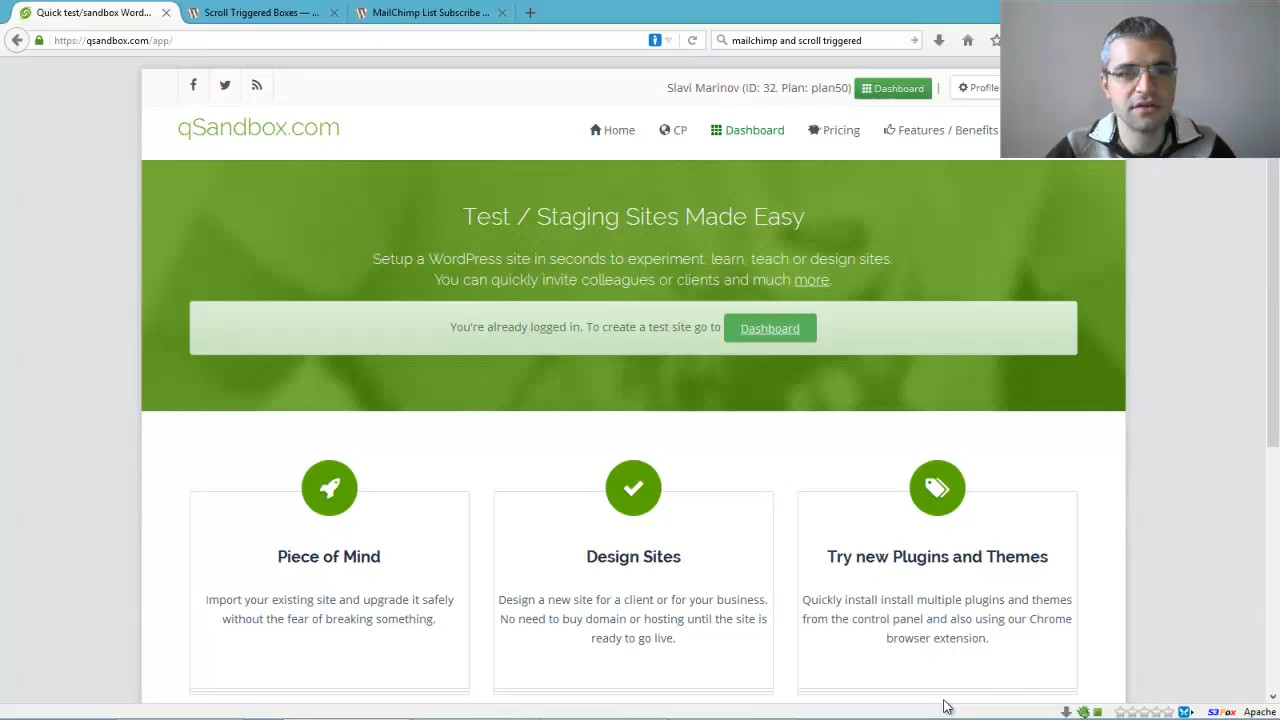 Quick test/sandbox Word...
Scroll Triggered Boxes — ...
MailChimp List Subscribe ...
https://qsandbox.com/app/
mailchimp and scroll triggered
Slavi Marinov (ID: 32, Plan: plan50)
Dashboard
|
Profile
qSandbox.com
Home
CP
Dashboard
Pricing
Features / Benefits
Test / Staging Sites Made Easy
Setup a WordPress site in seconds to experiment, learn, teach or design sites.
You can quickly invite colleagues or clients and much more.
You're already logged in. To create a test site go to Dashboard
Piece of Mind
Import your existing site and upgrade it safely
without the fear of breaking something.
Design Sites
Design a new site for a client or for your business.
No need to buy domain or hosting until the site is
ready to go live.
Try new Plugins and Themes
Quickly install install multiple plugins and themes
from the control panel and also using our Chrome
browser extension.
S3Fox
Apache